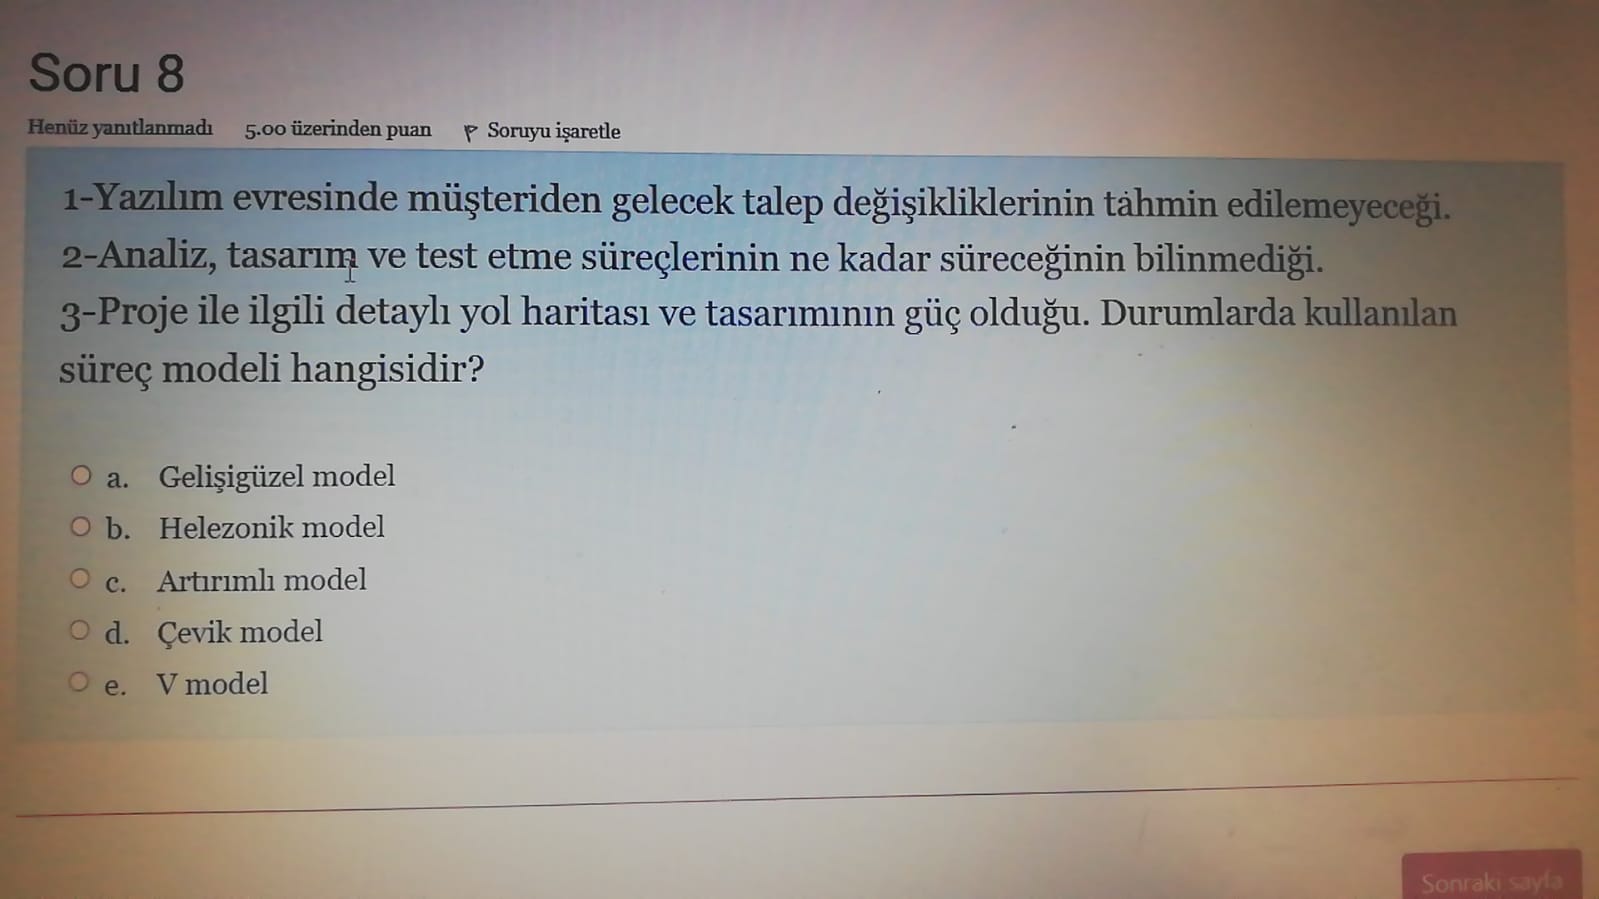 Soru 8
Henüz yanıtlanmadı 5.00 üzerinden puan Soruyu işaretle
1-Yazılım evresinde müşteriden gelecek talep değişikliklerinin tahmin edilemeyeceği.
2-Analiz, tasarım ve test etme süreçlerinin ne kadar süreceğinin bilinmediği.
3-Proje ile ilgili detaylı yol haritası ve tasarımının güç olduğu. Durumlarda kullanılan
süreç modeli hangisidir?
a. Gelişigüzel model
b. Helezonik model
c. Artırımlı model
d. Çevik model
e. V model
Sonraki sayfa